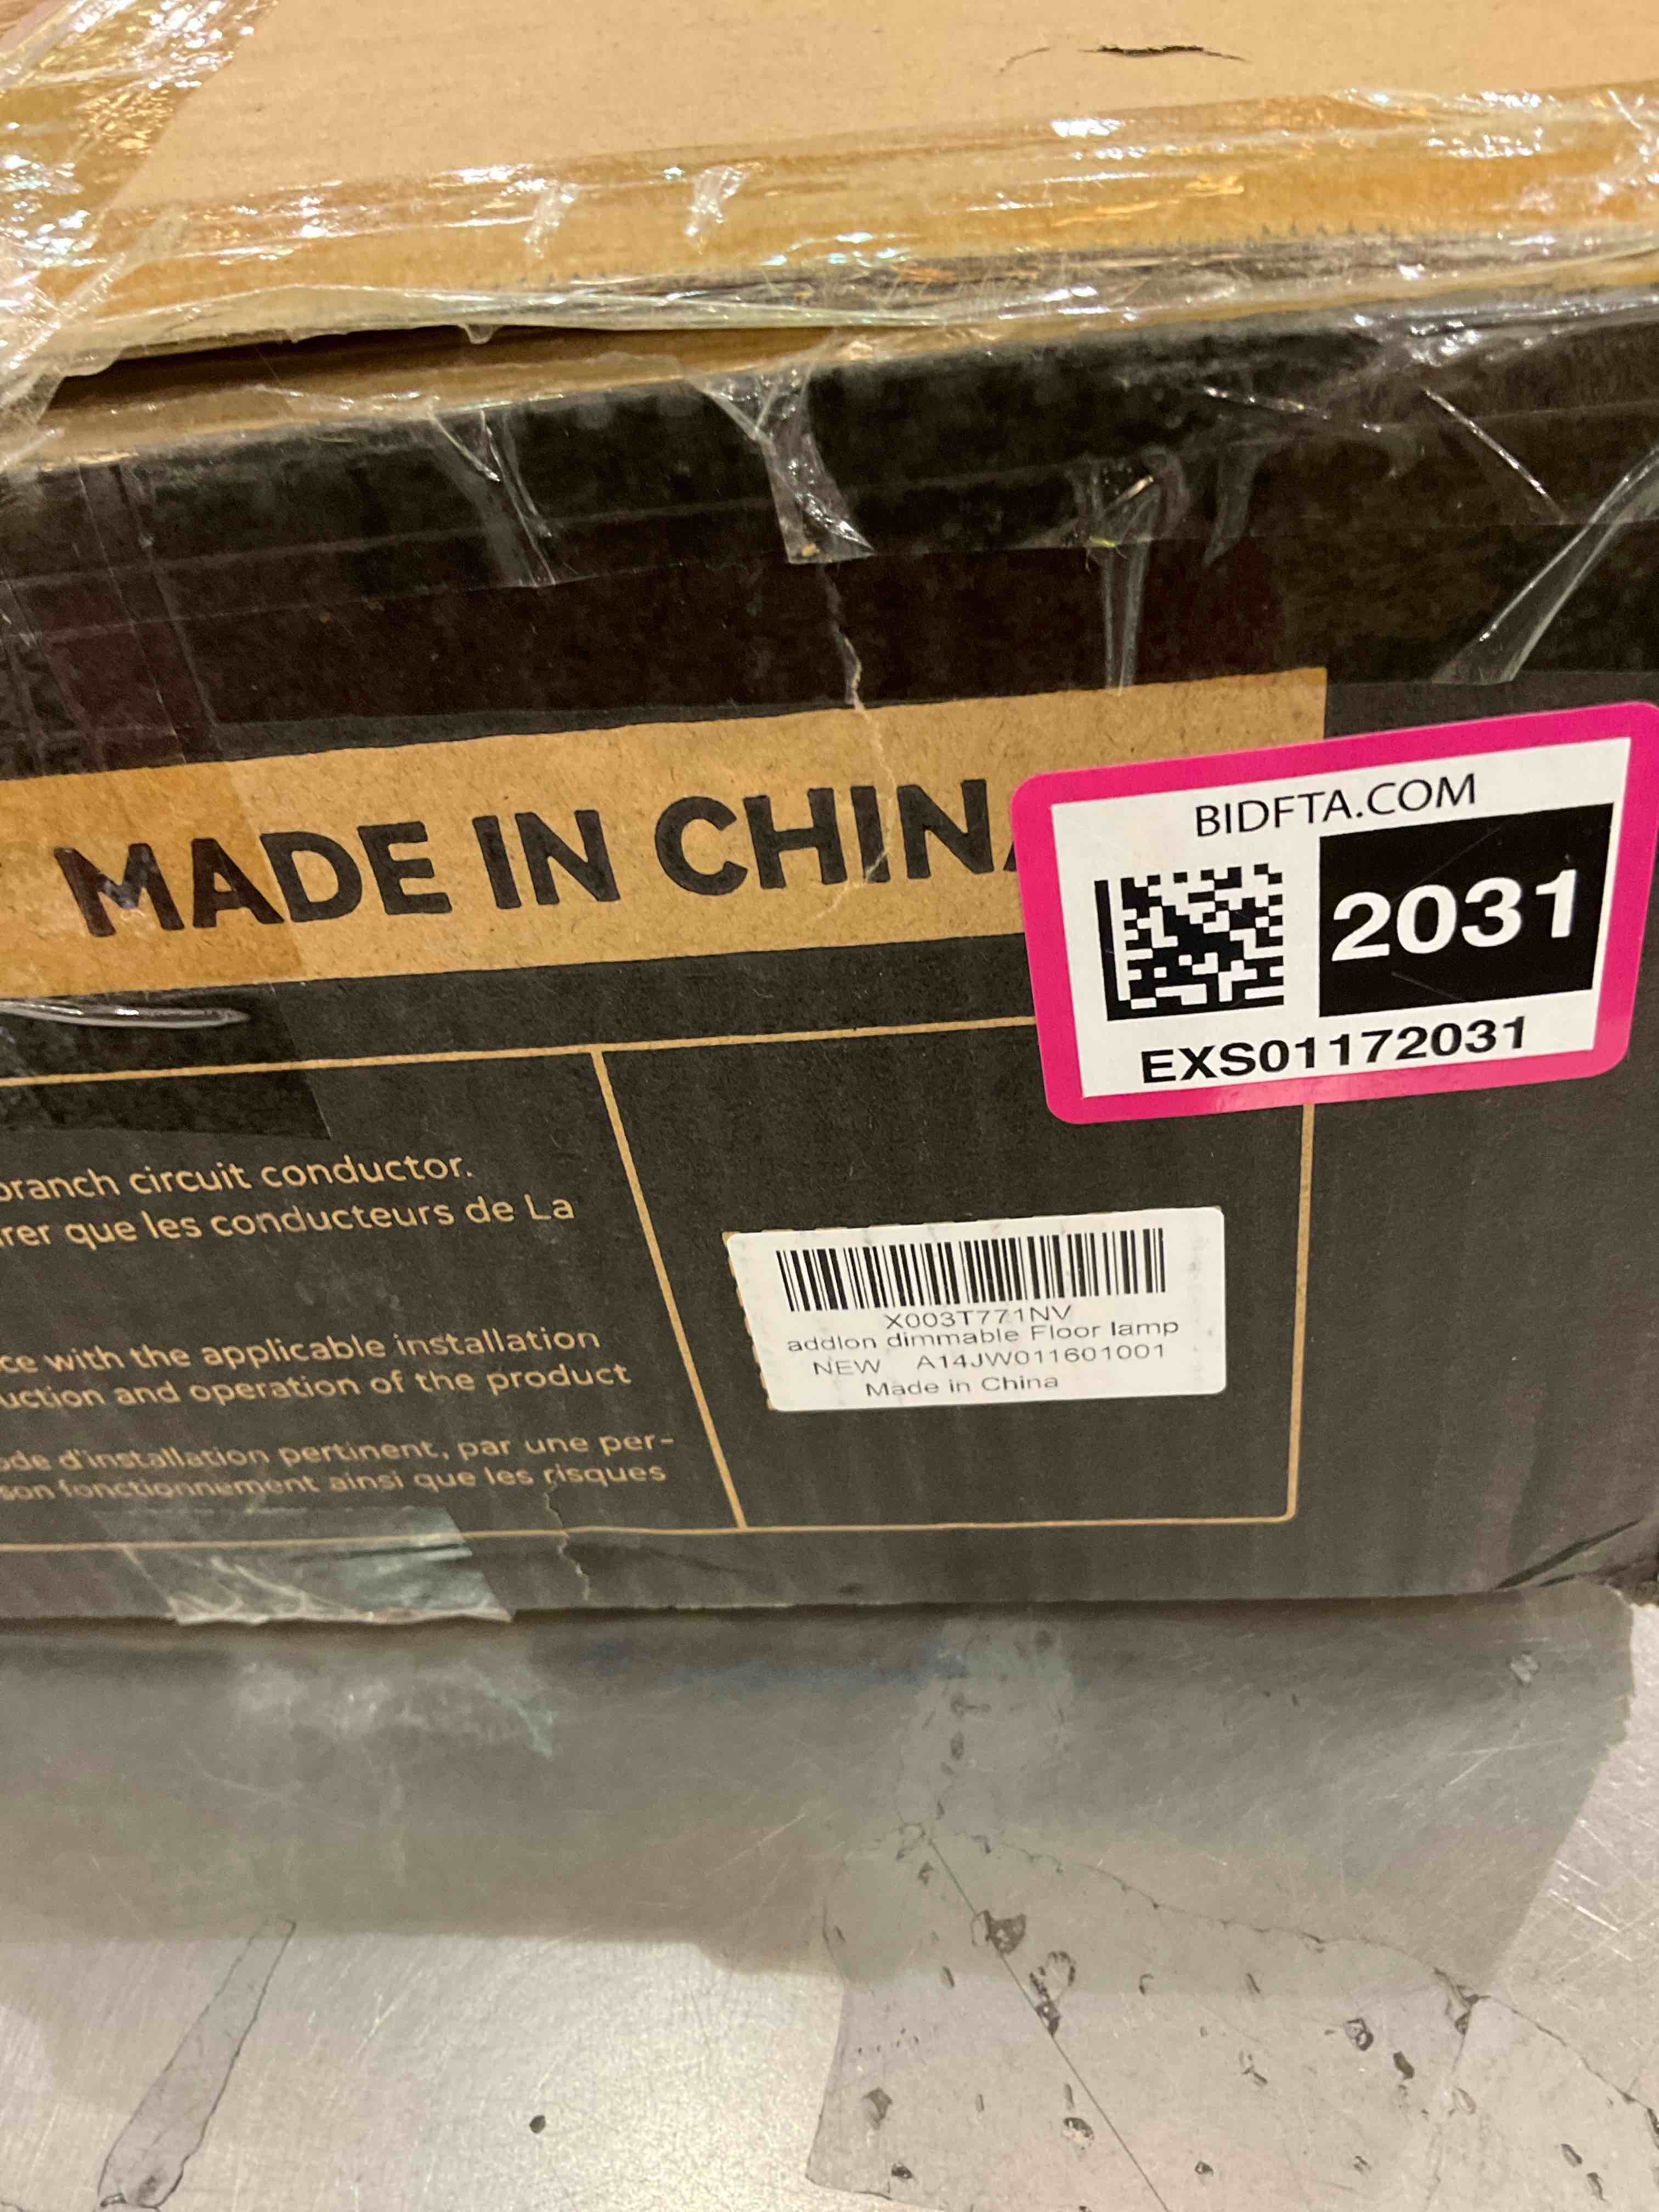 MADE IN CHIN
BIDFTA.COM
2031
EXS01172031
branch circuit conductor.
rer que les conducteurs de La
ce with the applicable installation
uction and operation of the product
ode d'installation pertinent, par une per-
son fonctionnement ainsi que les risques
X003T771NV
addlon dimmable Floor lamp
NEW A14JW011601001
Made in China